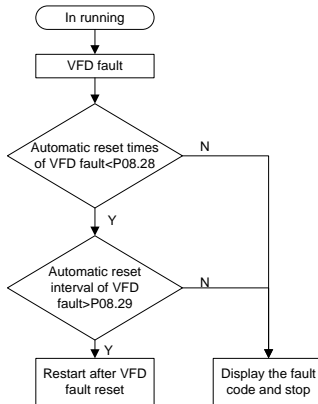 In running
VFD fault
Automatic reset times
of VFD fault<P08.28
N
Y
Automatic reset
interval of VFD
fault>P08.29
N
Y
Restart after VFD
fault reset
Display the fault
code and stop